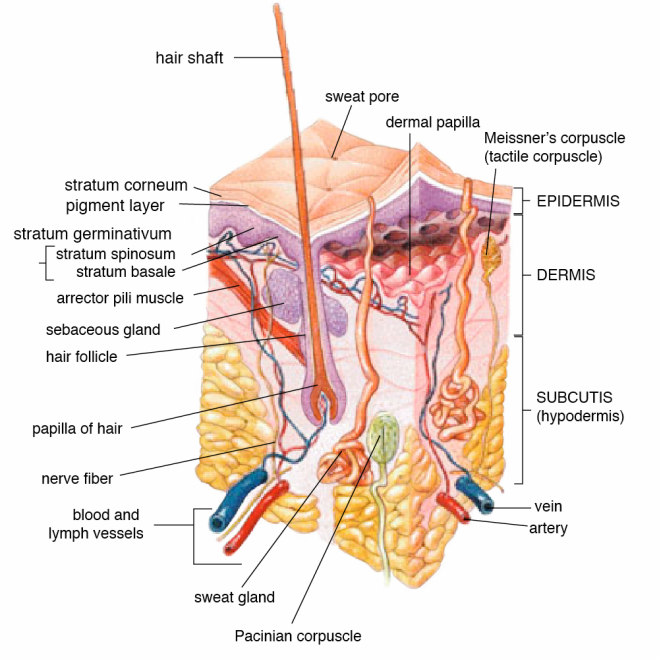 hair shaft
sweat pore
dermal papilla
Meissner's corpuscle
(tactile corpuscle)
stratum corneum
pigment layer
EPIDERMIS
stratum germinativum
stratum spinosum
stratum basale
DERMIS
arrector pili muscle
sebaceous gland
hair follicle
SUBCUTIS
(hypodermis)
papilla of hair
nerve fiber
blood and
lymph vessels
vein
artery
sweat gland
Pacinian corpuscle